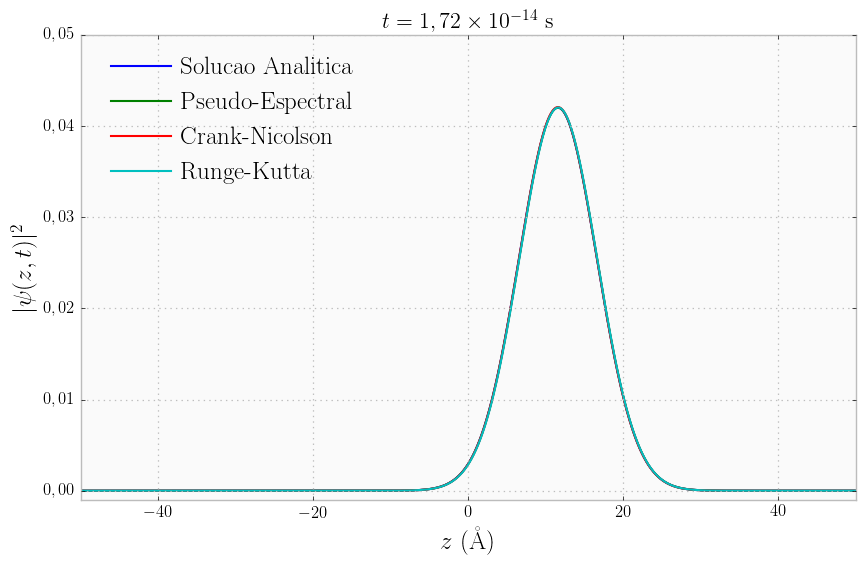 t = 1,72 × 10⁻¹⁴ s
0,05
0,04
0,03
0,02
0,01
0,00
|ψ(z, t)|²
Solucao Analitica
Pseudo-Espectral
Crank-Nicolson
Runge-Kutta
−40
−20
0
20
40
z (Å)